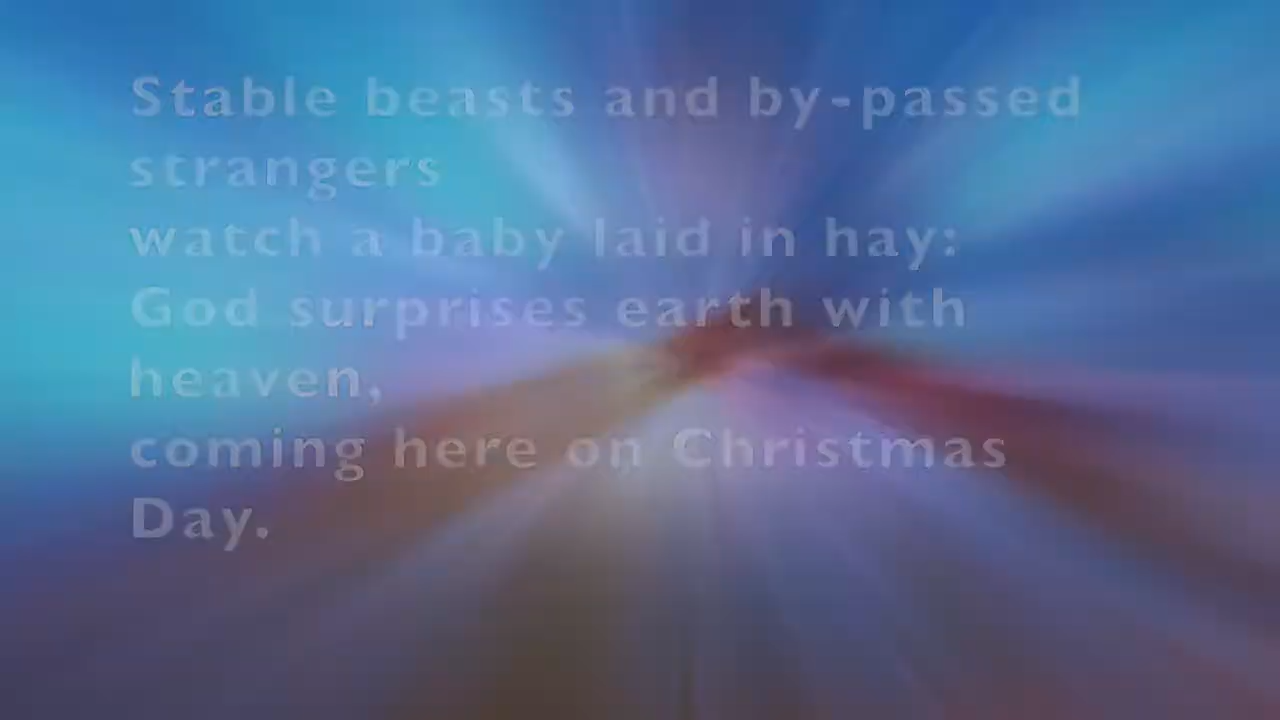 Stable beasts and by-passed
strangers
watch a baby laid in hay:
God surprises earth with
heaven,
coming here on Christmas
Day.